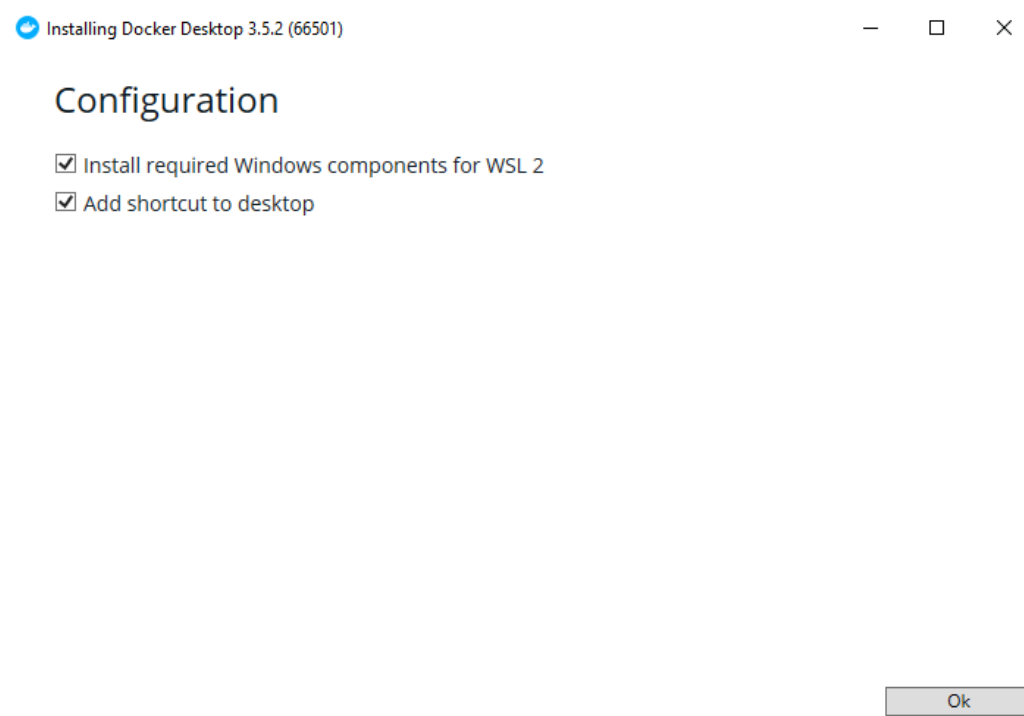 Installing Docker Desktop 3.5.2 (66501)
Configuration
Install required Windows components for WSL 2
Add shortcut to desktop
Ok